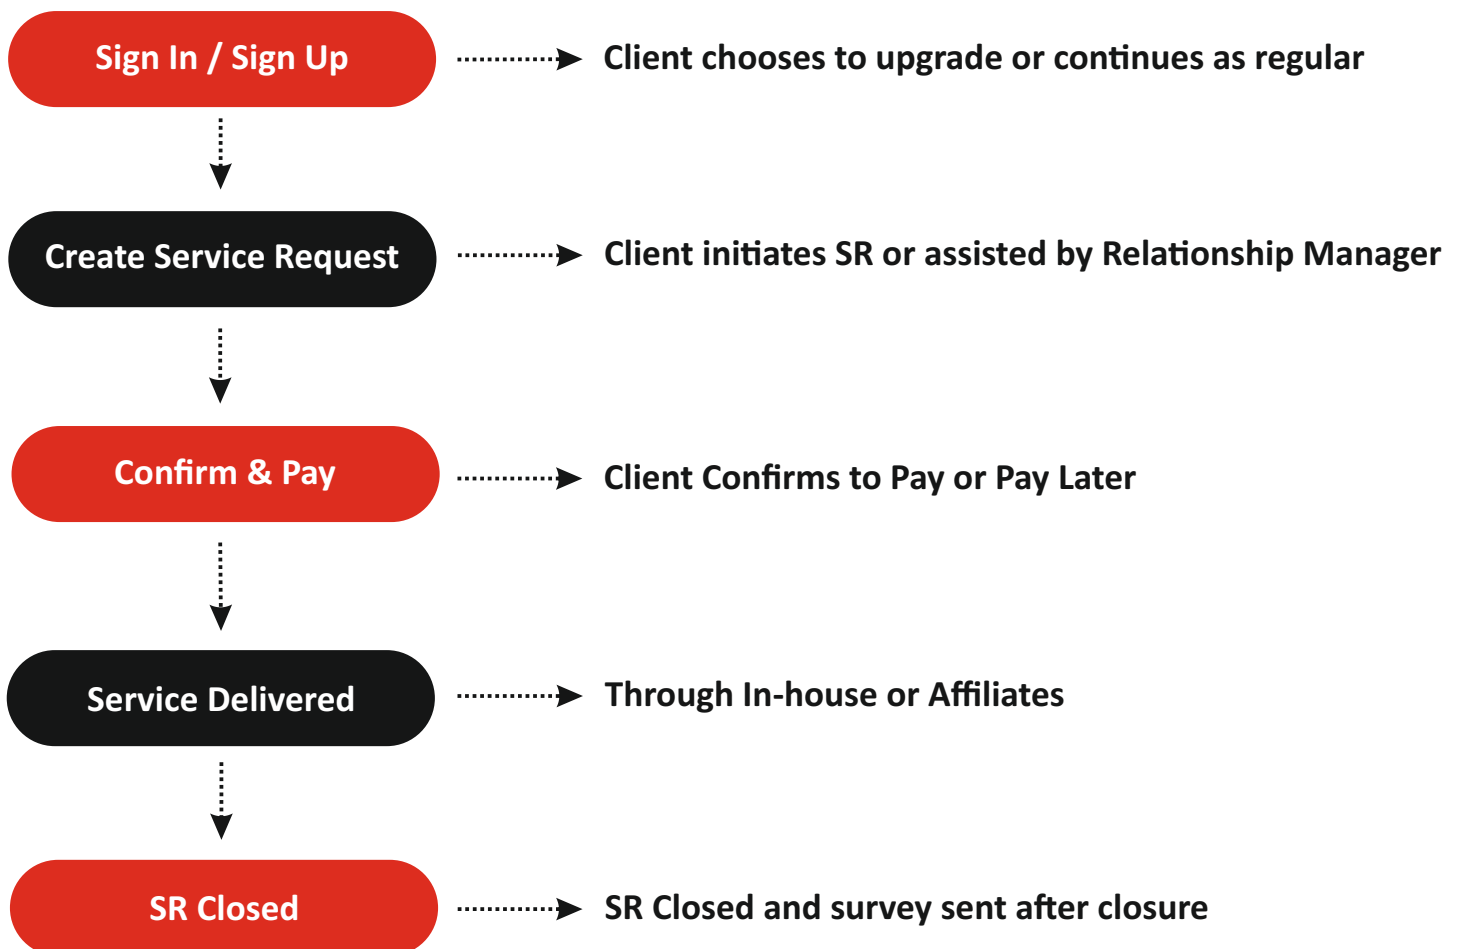 Sign In / Sign Up
Client chooses to upgrade or continues as regular
Create Service Request
Client initiates SR or assisted by Relationship Manager
Confirm & Pay
Client Confirms to Pay or Pay Later
Service Delivered
Through In-house or Affiliates
SR Closed
SR Closed and survey sent after closure